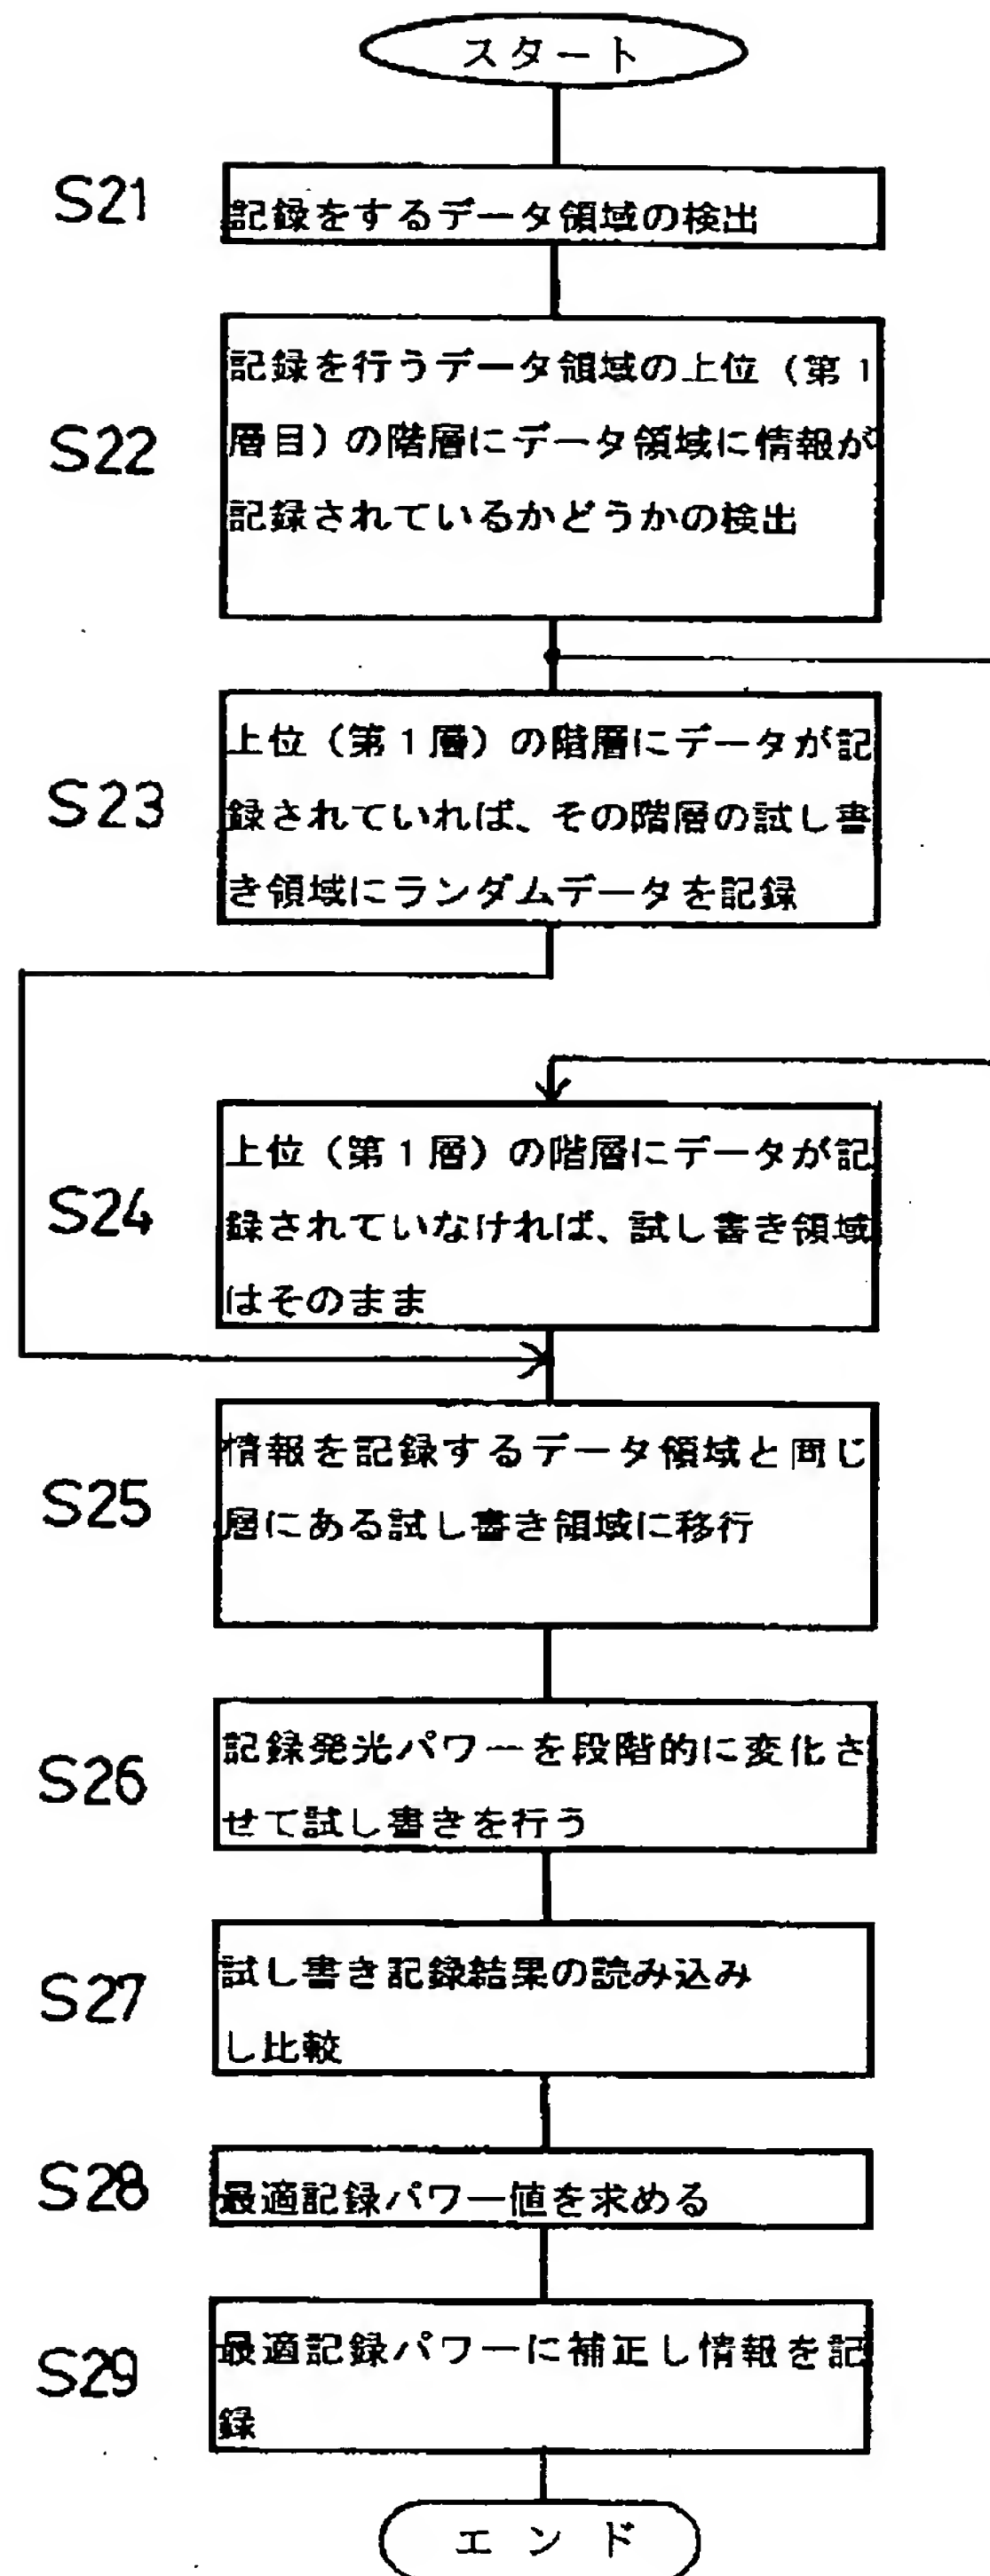 スタート
S21
記録をするデータ領域の検出
S22
記録を行うデータ領域の上位（第１
層目）の階層にデータ領域に情報が
記録されているかどうかの検出
S23
上位（第１層）の階層にデータが記
録されていれば、その階層の試し書
き領域にランダムデータを記録
S24
上位（第１層）の階層にデータが記
録されていなければ、試し書き領域
はそのまま
S25
情報を記録するデータ領域と同じ
層にある試し書き領域に移行
S26
記録発光パワーを段階的に変化さ
せて試し書きを行う
S27
試し書き記録結果の読み込み
し比較
S28
最適記録パワー値を求める
S29
最適記録パワーに補正し情報を記
録
エンド